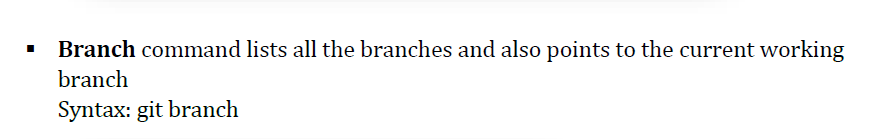 ▪ Branch command lists all the branches and also points to the current working
branch
Syntax: git branch